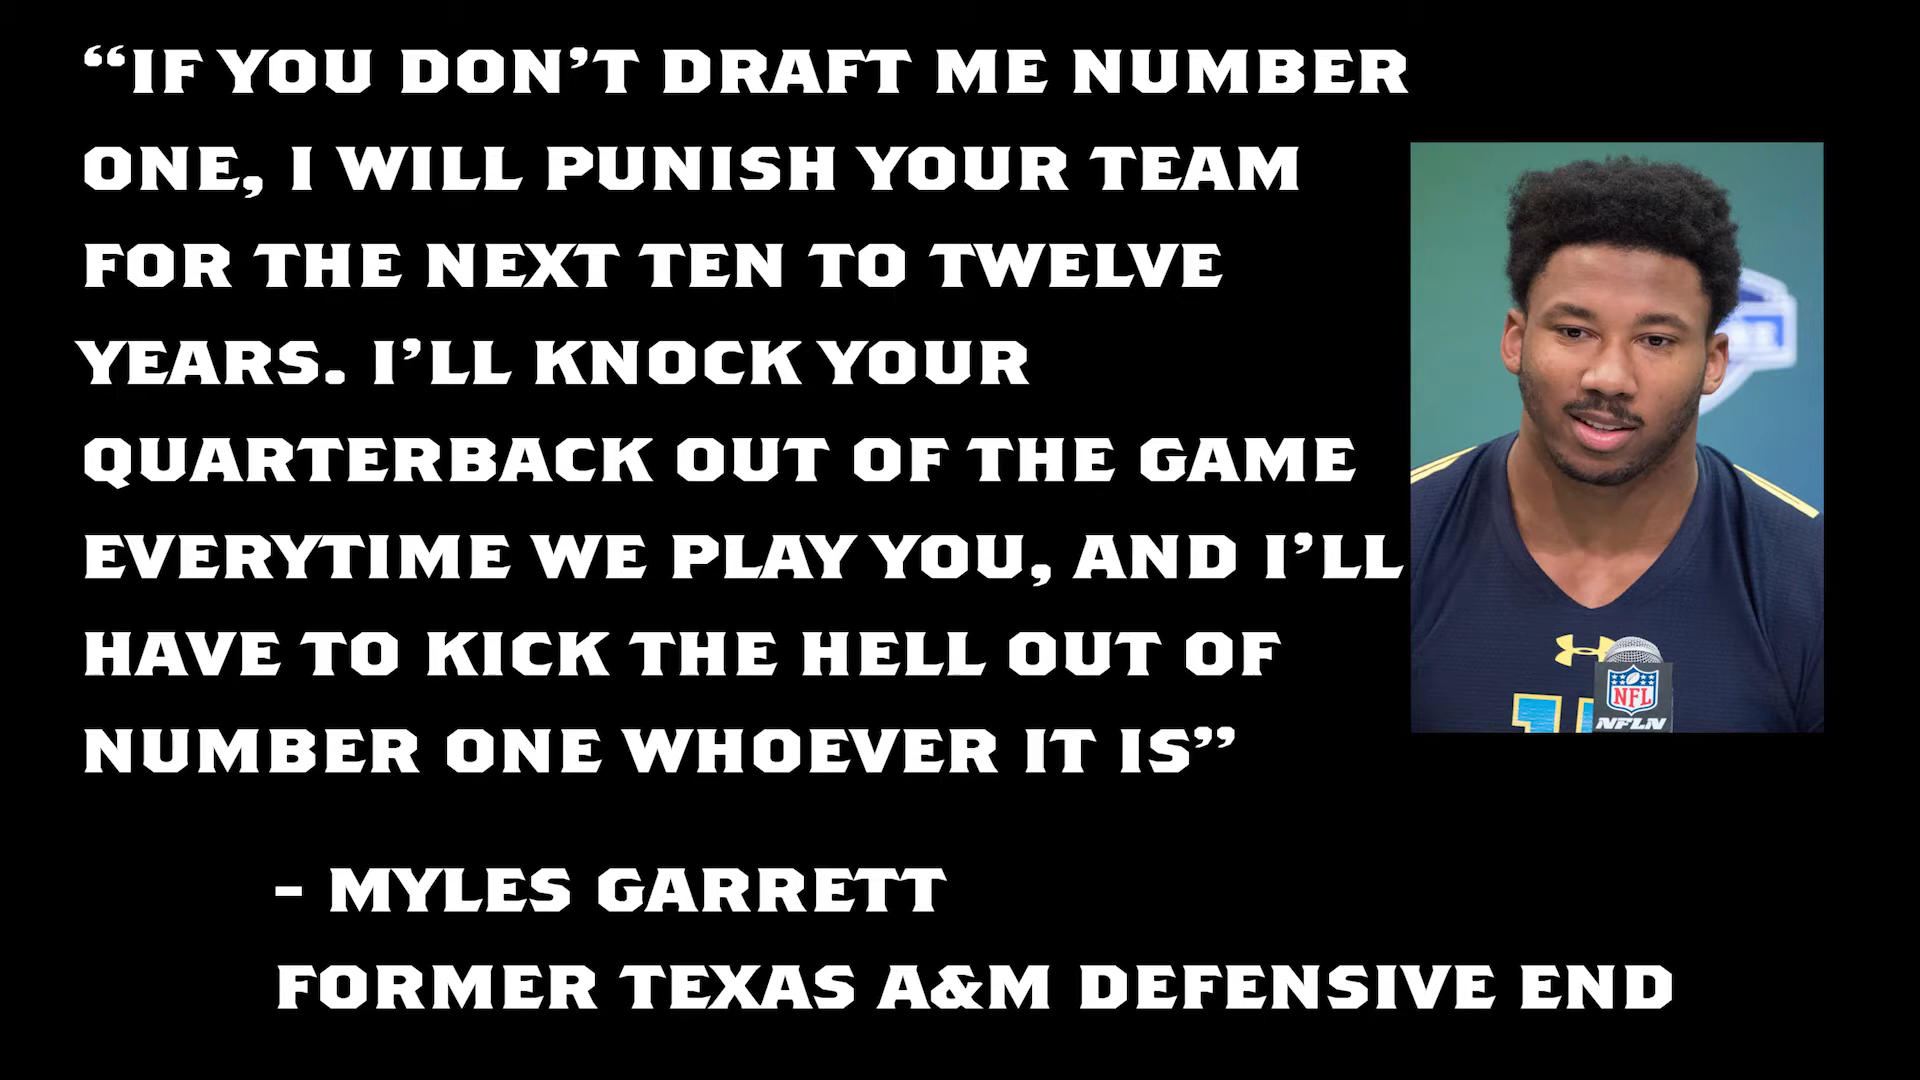 “IF YOU DON’T DRAFT ME NUMBER
ONE, I WILL PUNISH YOUR TEAM
FOR THE NEXT TEN TO TWELVE
YEARS. I’LL KNOCK YOUR
QUARTERBACK OUT OF THE GAME
EVERYTIME WE PLAY YOU, AND I’LL
HAVE TO KICK THE HELL OUT OF
NUMBER ONE WHOEVER IT IS”
- MYLES GARRETT
FORMER TEXAS A&M DEFENSIVE END
NFL
NFLN